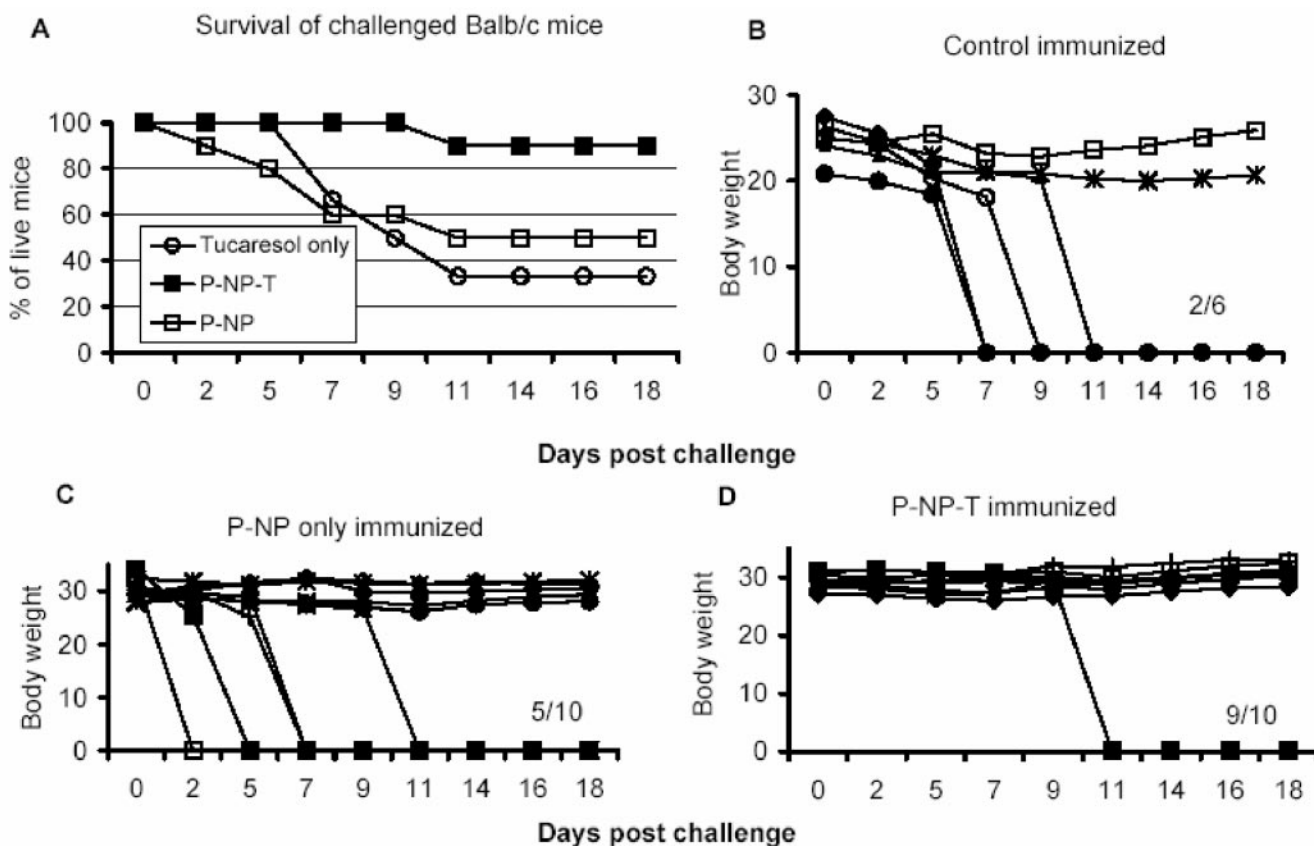 A
Survival of challenged Balb/c mice
% of live mice
100
80
60
40
20
0
Tucaresol only
P-NP-T
P-NP
0 2 5 7 9 11 14 16 18
B
Control immunized
Body weight
30
20
10
0
2/6
0 2 5 7 9 11 14 16 18
Days post challenge
C
P-NP only immunized
Body weight
30
20
10
0
5/10
0 2 5 7 9 11 14 16 18
D
P-NP-T immunized
Body weight
30
20
10
0
9/10
0 2 5 7 9 11 14 16 18
Days post challenge